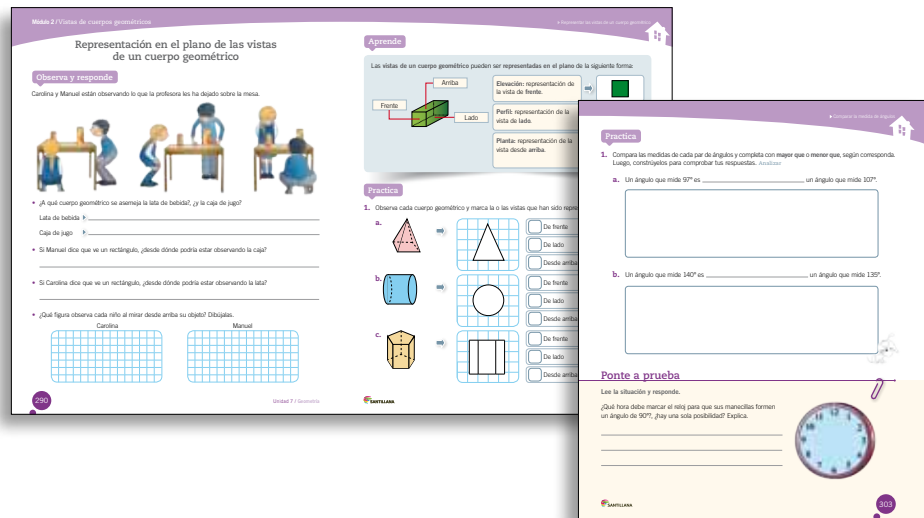 Módulo 2 / Vistas de cuerpos geométricos
Representación en el plano de las vistas
de un cuerpo geométrico
Observa y responde
Carolina y Manuel están observando lo que la profesora les ha dejado sobre la mesa.
• ¿A qué cuerpo geométrico se asemeja la lata de bebida?, ¿y la caja de jugo?
Lata de bebida
Caja de jugo
• Si Manuel dice que ve un rectángulo, ¿desde dónde podría estar observando la caja?
• Si Carolina dice que ve un rectángulo, ¿desde dónde podría estar observando la lata?
• ¿Qué figura observa cada niño al mirar desde arriba su objeto? Dibújalas.
Carolina
Manuel
290
Unidad 7 / Geometría
Representar las vistas de un cuerpo geométrico
Aprende
Las vistas de un cuerpo geométrico pueden ser representadas en el plano de la siguiente forma:
Arriba
Frente
Lado
Elevación: representación de
la vista de frente.
Perfil: representación de la
vista de lado.
Planta: representación de la
vista desde arriba.
Practica
1. Observa cada cuerpo geométrico y marca la o las vistas que han sido repre
a.
De frente
De lado
Desde arriba
b.
De frente
De lado
Desde arriba
c.
De frente
De lado
Desde arriba
SANTILLANA
Comparar la medida de ángulos
Practica
1. Compara las medidas de cada par de ángulos y completa con mayor que o menor que, según corresponda.
Luego, constrúyelos para comprobar tus respuestas. Analizar
a. Un ángulo que mide 97º es un ángulo que mide 107º.
b. Un ángulo que mide 140º es un ángulo que mide 135º.
Ponte a prueba
Lee la situación y responde.
¿Qué hora debe marcar el reloj para que sus manecillas formen
un ángulo de 90º?, ¿hay una sola posibilidad? Explica.
SANTILLANA
303